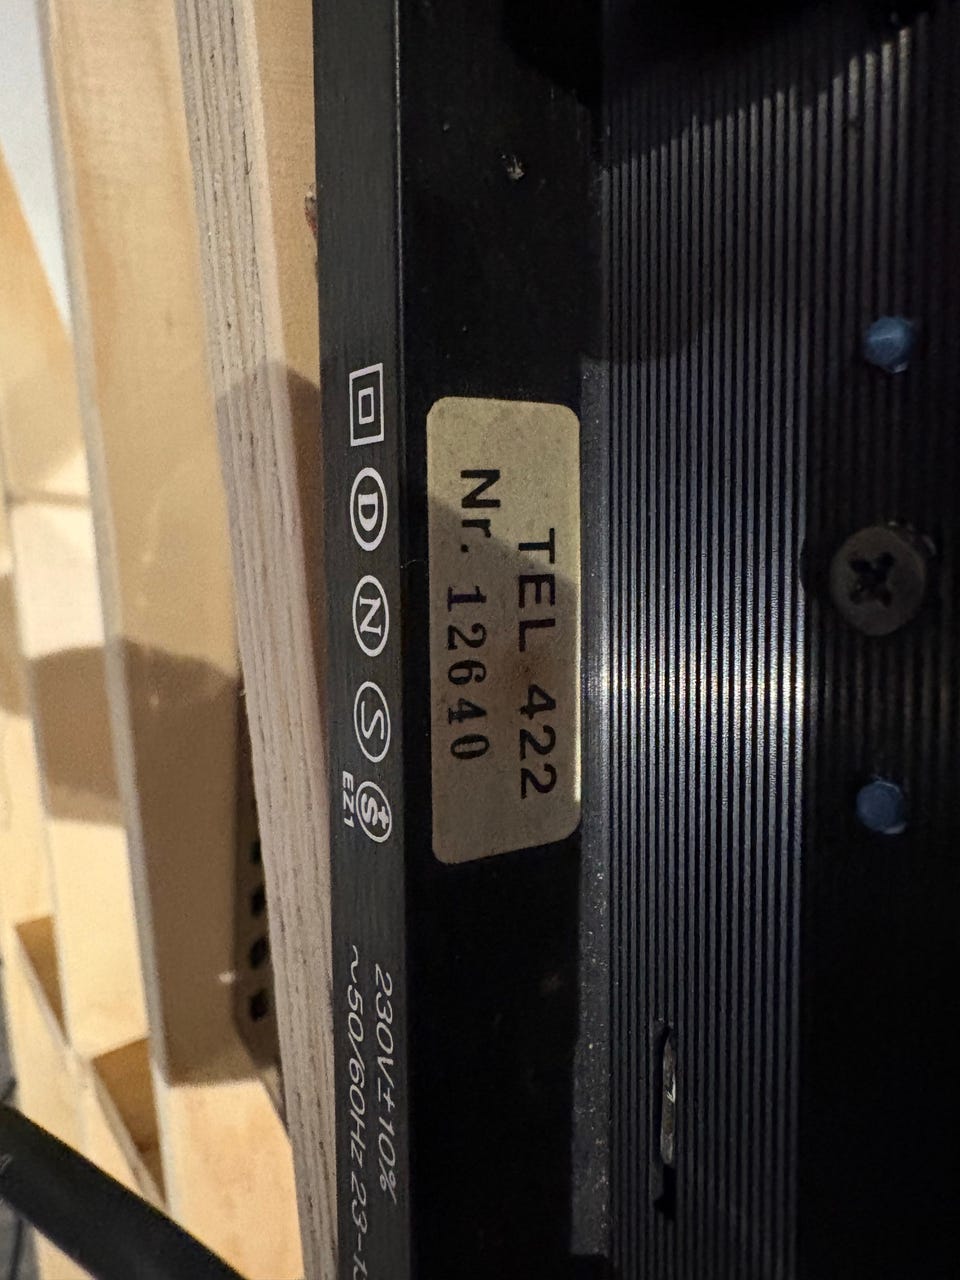 TEL 422
Nr. 12640
D N S S
EZ1
230V±10%
~50/60HZ